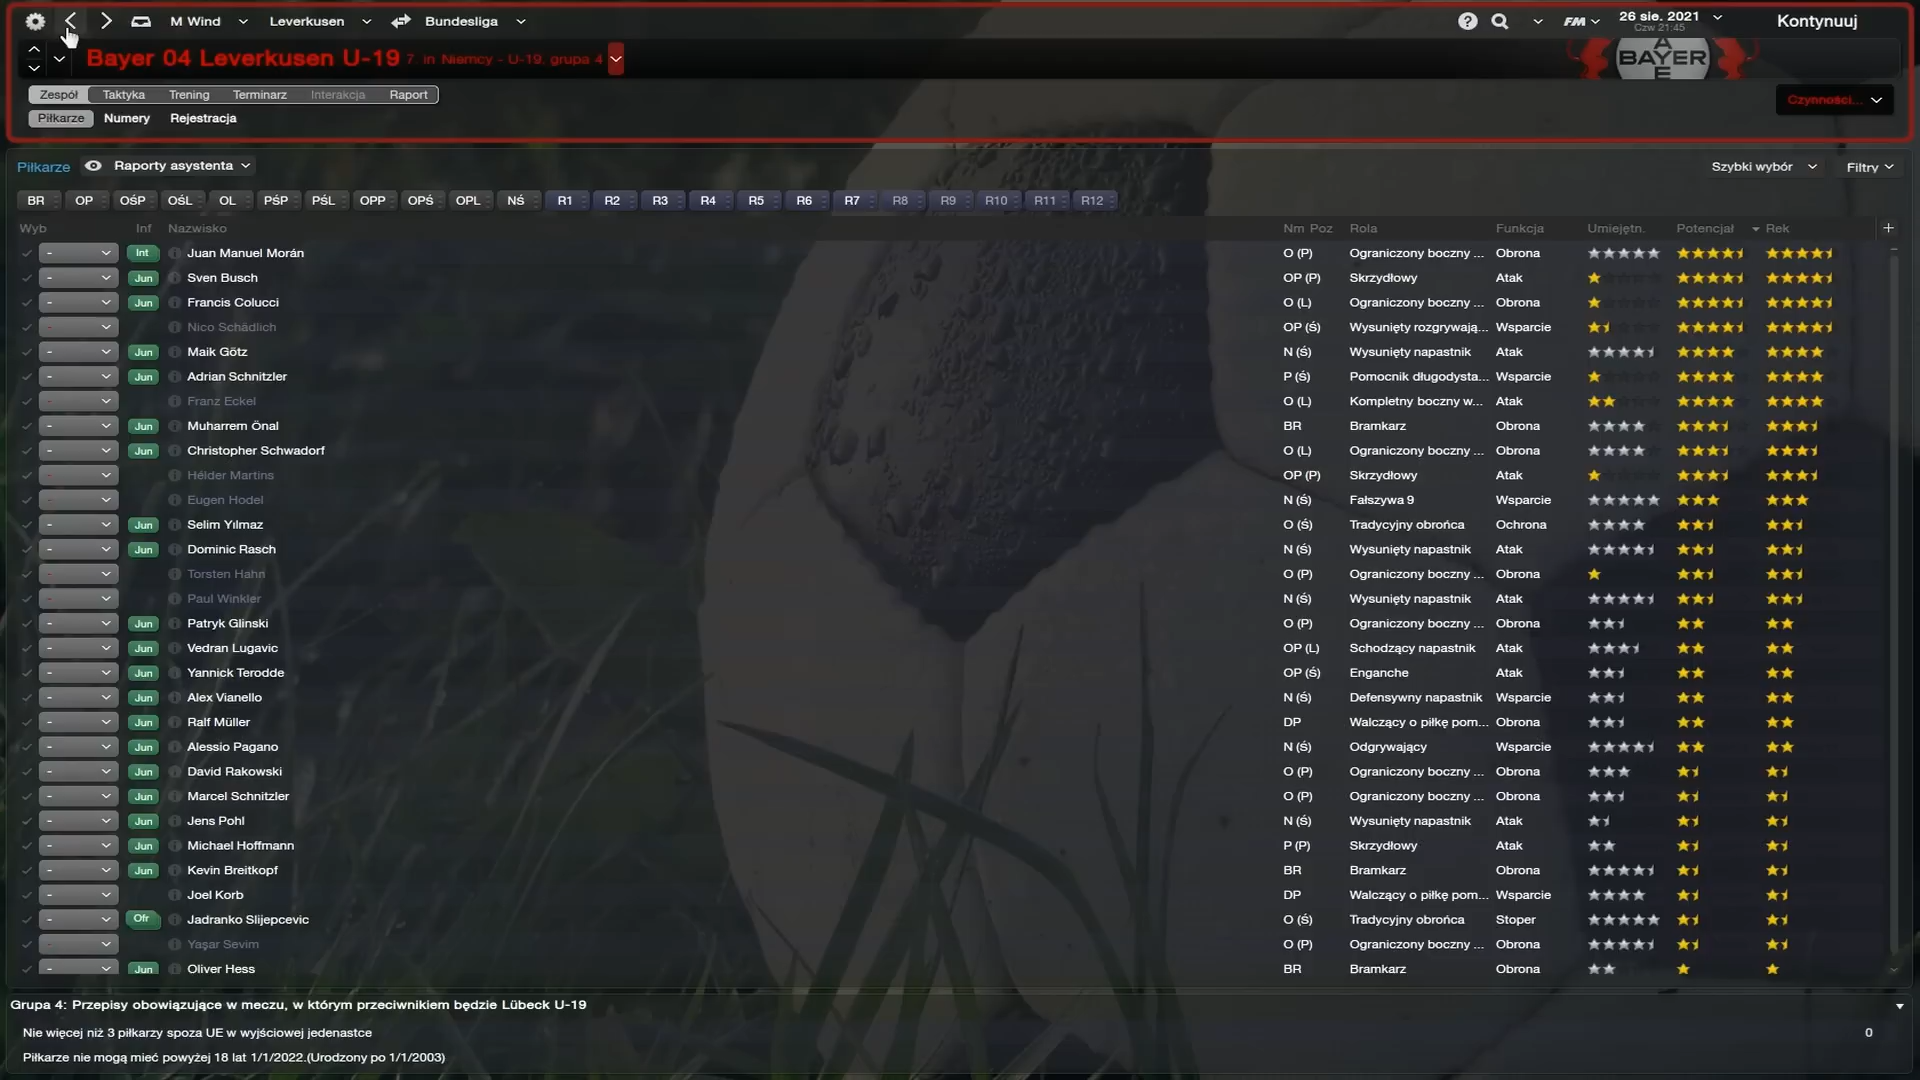 M Wind Leverkusen Bundesliga FM 26 sie. 2021 Kontynuuj
Czw 21:45
Bayer 04 Leverkusen U-19 7. in Niemcy - U-19, grupa 4
BAYER
Zespół Taktyka Trening Terminarz Interakcja Raport
Czynności...
Piłkarze Numery Rejestracja
Piłkarze Raporty asystenta Szybki wybór Filtry
BR OP OŚP OŚL OL PŚP PŚL OPP OPŚ OPL NŚ R1 R2 R3 R4 R5 R6 R7 R8 R9 R10 R11 R12
Wyb Inf Nazwisko Nm Poz Rola Funkcja Umiejętn. Potencjał Rek
- Int Juan Manuel Morán O (P) Ograniczony boczny ... Obrona
- Jun Sven Busch OP (P) Skrzydłowy Atak
- Jun Francis Colucci O (L) Ograniczony boczny ... Obrona
- Nico Schädlich OP (Ś) Wysunięty rozgrywają... Wsparcie
- Jun Maik Götz N (Ś) Wysunięty napastnik Atak
- Jun Adrian Schnitzler P (Ś) Pomocnik długodysta... Wsparcie
- Franz Eckel O (L) Kompletny boczny w... Atak
- Jun Muharrem Önal BR Bramkarz Obrona
- Jun Christopher Schwadorf O (L) Ograniczony boczny ... Obrona
- Hélder Martins OP (P) Skrzydłowy Atak
- Eugen Hodel N (Ś) Fałszywa 9 Wsparcie
- Jun Selim Yılmaz O (Ś) Tradycyjny obrońca Ochrona
- Jun Dominic Rasch N (Ś) Wysunięty napastnik Atak
- Torsten Hahn O (P) Ograniczony boczny ... Obrona
- Paul Winkler N (Ś) Wysunięty napastnik Atak
- Jun Patryk Glinski O (P) Ograniczony boczny ... Obrona
- Jun Vedran Lugavic OP (L) Schodzący napastnik Atak
- Jun Yannick Terodde OP (Ś) Enganche Atak
- Jun Alex Vianello N (Ś) Defensywny napastnik Wsparcie
- Jun Ralf Müller DP Walczący o piłkę pom... Obrona
- Jun Alessio Pagano N (Ś) Odgrywający Wsparcie
- Jun David Rakowski O (P) Ograniczony boczny ... Obrona
- Jun Marcel Schnitzler O (P) Ograniczony boczny ... Obrona
- Jun Jens Pohl N (Ś) Wysunięty napastnik Atak
- Jun Michael Hoffmann P (P) Skrzydłowy Atak
- Jun Kevin Breitkopf BR Bramkarz Obrona
- Joel Korb DP Walczący o piłkę pom... Wsparcie
- Ofr Jadranko Slijepcevic O (Ś) Tradycyjny obrońca Stoper
- Yaşar Sevim O (P) Ograniczony boczny ... Obrona
- Jun Oliver Hess BR Bramkarz Obrona
Grupa 4: Przepisy obowiązujące w meczu, w którym przeciwnikiem będzie Lübeck U-19
Nie więcej niż 3 piłkarzy spoza UE w wyjściowej jedenastce 0
Piłkarze nie mogą mieć powyżej 18 lat 1/1/2022.(Urodzony po 1/1/2003)